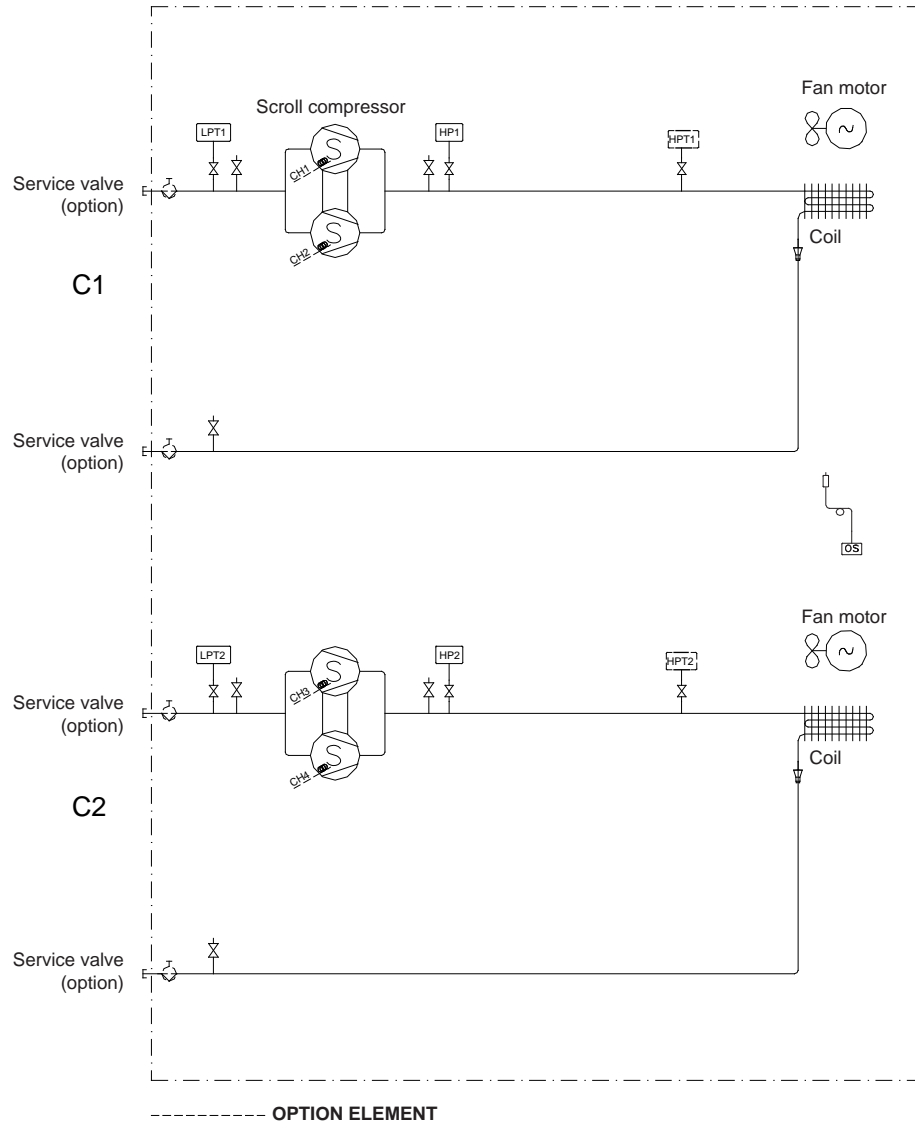 Fan motor
Scroll compressor
LPT1
HP1
HPT1
S
CH1
Service valve
(option)
S
CH2
Coil
C1
Service valve
(option)
OS
Fan motor
LPT2
HP2
HPT2
S
CH3
Service valve
(option)
S
CH4
Coil
C2
Service valve
(option)
OPTION ELEMENT